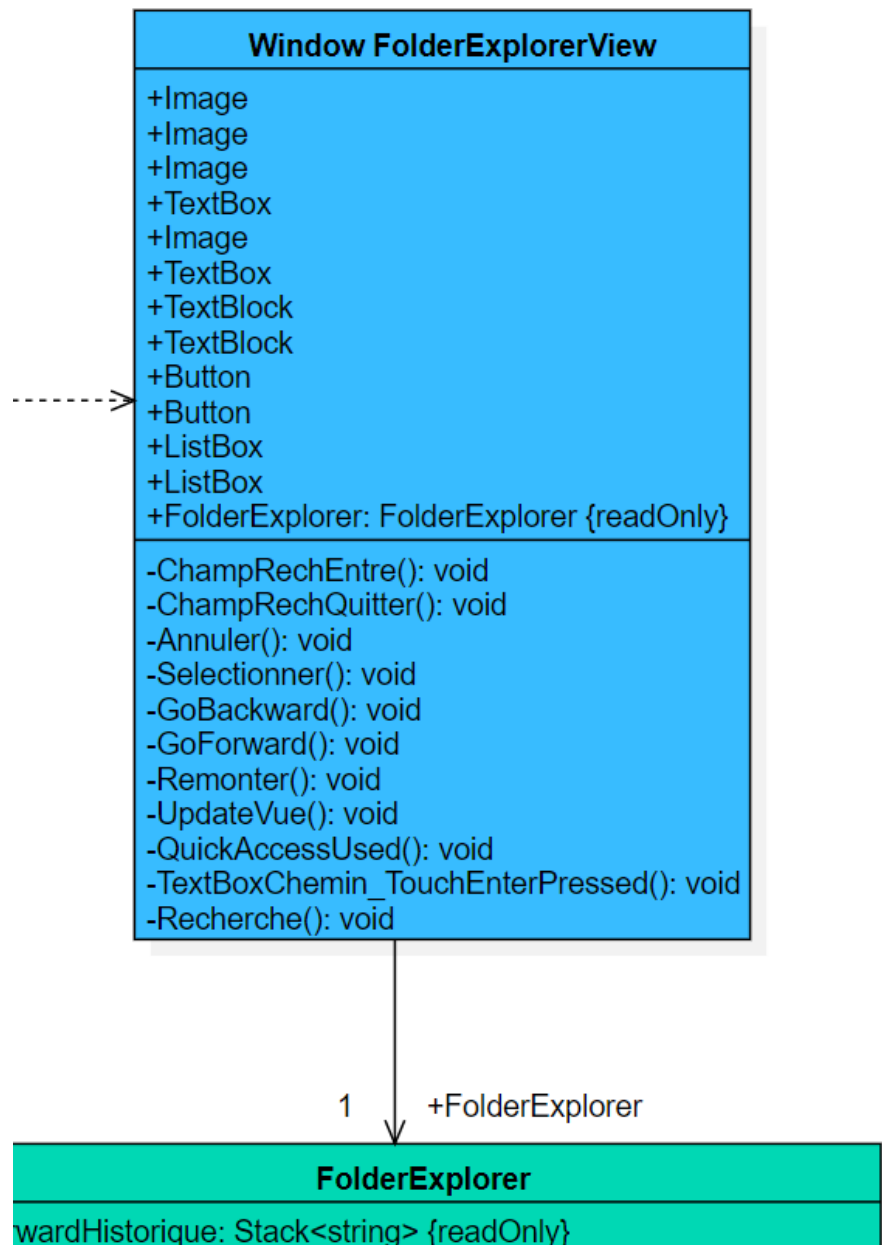 Window FolderExplorerView
+Image
+Image
+Image
+TextBox
+Image
+TextBox
+TextBlock
+TextBlock
+Button
+Button
+ListBox
+ListBox
+FolderExplorer: FolderExplorer {readOnly}
-ChampRechEntre(): void
-ChampRechQuitter(): void
-Annuler(): void
-Selectionner(): void
-GoBackward(): void
-GoForward(): void
-Remonter(): void
-UpdateVue(): void
-QuickAccessUsed(): void
-TextBoxChemin_TouchEnterPressed(): void
-Recherche(): void
1 +FolderExplorer
FolderExplorer
wardHistorique: Stack<string> {readOnly}